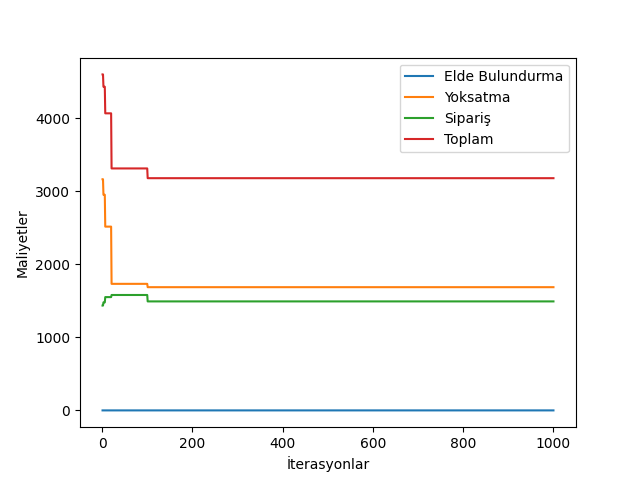 Elde Bulundurma
Yoksatma
Sipariş
Toplam
4000
3000
2000
1000
0
Maliyetler
0 200 400 600 800 1000
İterasyonlar